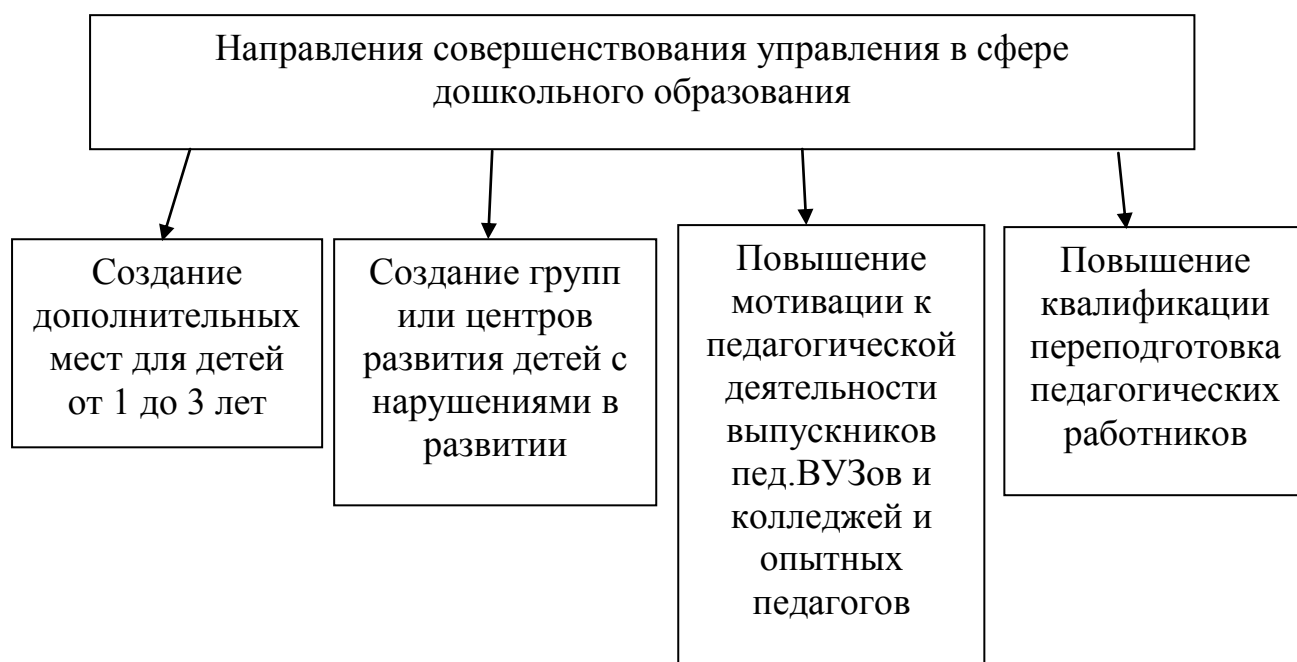 Направления совершенствования управления в сфере
дошкольного образования
Создание
дополнительных
мест для детей
от 1 до 3 лет
Создание групп
или центров
развития детей с
нарушениями в
развитии
Повышение
мотивации к
педагогической
деятельности
выпускников
пед.ВУЗов и
колледжей и
опытных
педагогов
Повышение
квалификации
переподготовка
педагогических
работников